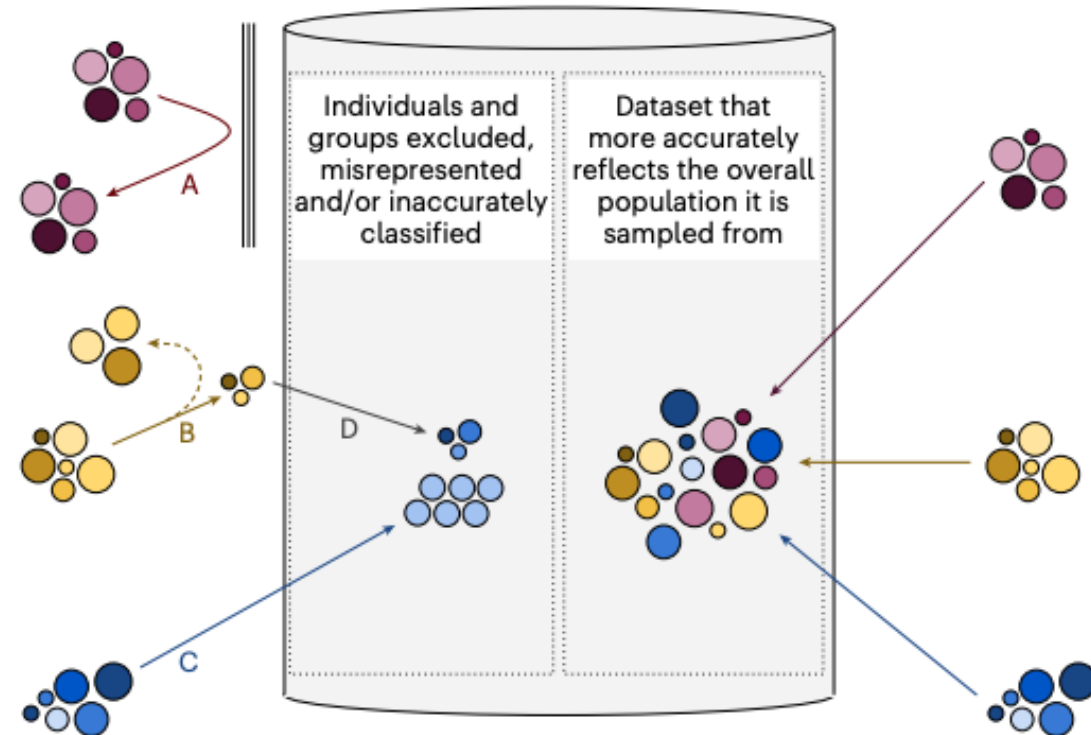 Individuals and
groups excluded,
misrepresented
and/or inaccurately
classified
Dataset that
more accurately
reflects the overall
population it is
sampled from
A
B
D
C